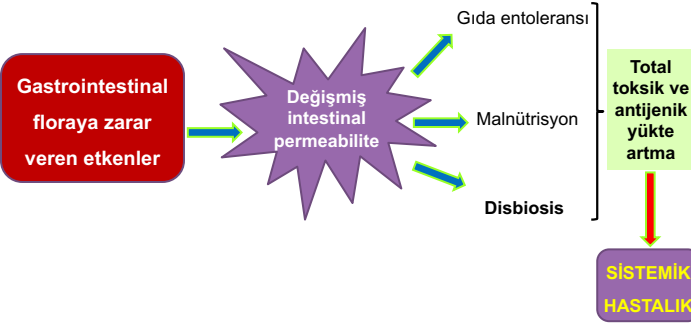 Gastrointestinal
floraya zarar
veren etkenler
Değişmiş
intestinal
permeabilite
Gıda entoleransı
Malnütrisyon
Disbiosis
Total
toksik ve
antijenik
yükte
artma
SİSTEMİK
HASTALIK